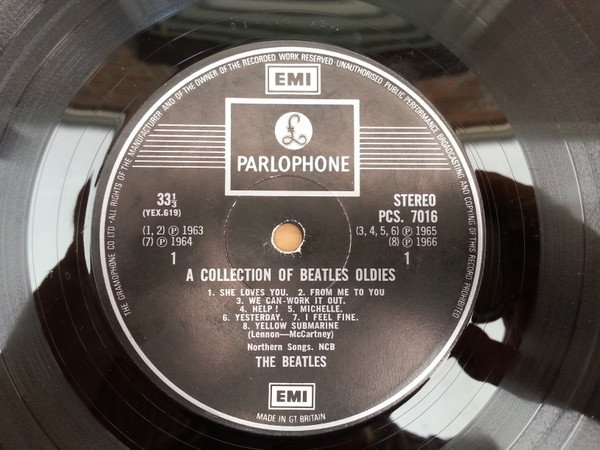 EMI
ALL RIGHTS OF THE MANUFACTURER AND OF THE OWNER OF THE RECORDED WORK RESERVED UNAUTHORISED PUBLIC PERFORMANCE BROADCASTING AND COPYING OF THIS RECORD PROHIBITED
THE GRAMOPHONE CO LTD •
£
PARLOPHONE
33⅓
(YEX.619)
STEREO
PCS. 7016
(1, 2) ℗ 1963
(7) ℗ 1964
(3, 4, 5, 6) ℗ 1965
(8) ℗ 1966
1
1
A COLLECTION OF BEATLES OLDIES
1. SHE LOVES YOU. 2. FROM ME TO YOU
3. WE CAN-WORK IT OUT.
4. HELP! 5. MICHELLE.
6. YESTERDAY. 7. I FEEL FINE.
8. YELLOW SUBMARINE
(Lennon—McCartney)
Northern Songs. NCB
THE BEATLES
EMI
MADE IN GT BRITAIN